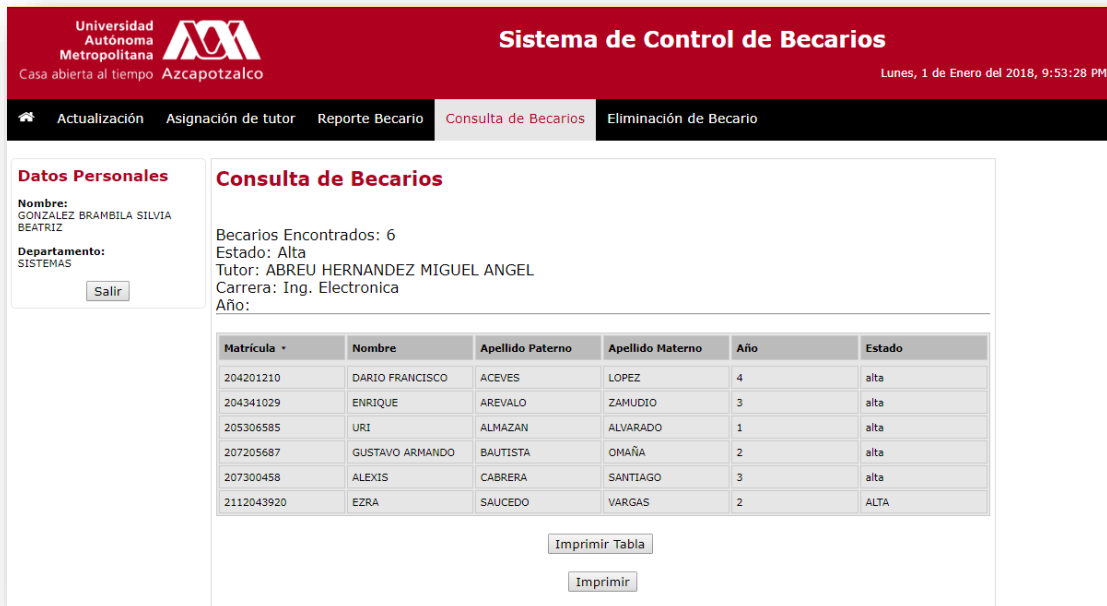 Universidad
Autónoma
Metropolitana
Casa abierta al tiempo Azcapotzalco
Sistema de Control de Becarios
Lunes, 1 de Enero del 2018, 9:53:28 PM
Actualización Asignación de tutor Reporte Becario Consulta de Becarios Eliminación de Becario
Datos Personales
Nombre:
GONZALEZ BRAMBILA SILVIA
BEATRIZ
Departamento:
SISTEMAS
Salir
Consulta de Becarios
Becarios Encontrados: 6
Estado: Alta
Tutor: ABREU HERNANDEZ MIGUEL ANGEL
Carrera: Ing. Electronica
Año:
Matrícula Nombre Apellido Paterno Apellido Materno Año Estado
204201210 DARIO FRANCISCO ACEVES LOPEZ 4 alta
204341029 ENRIQUE AREVALO ZAMUDIO 3 alta
205306585 URI ALMAZAN ALVARADO 1 alta
207205687 GUSTAVO ARMANDO BAUTISTA OMAÑA 2 alta
207300458 ALEXIS CABRERA SANTIAGO 3 alta
2112043920 EZRA SAUCEDO VARGAS 2 ALTA
Imprimir Tabla
Imprimir